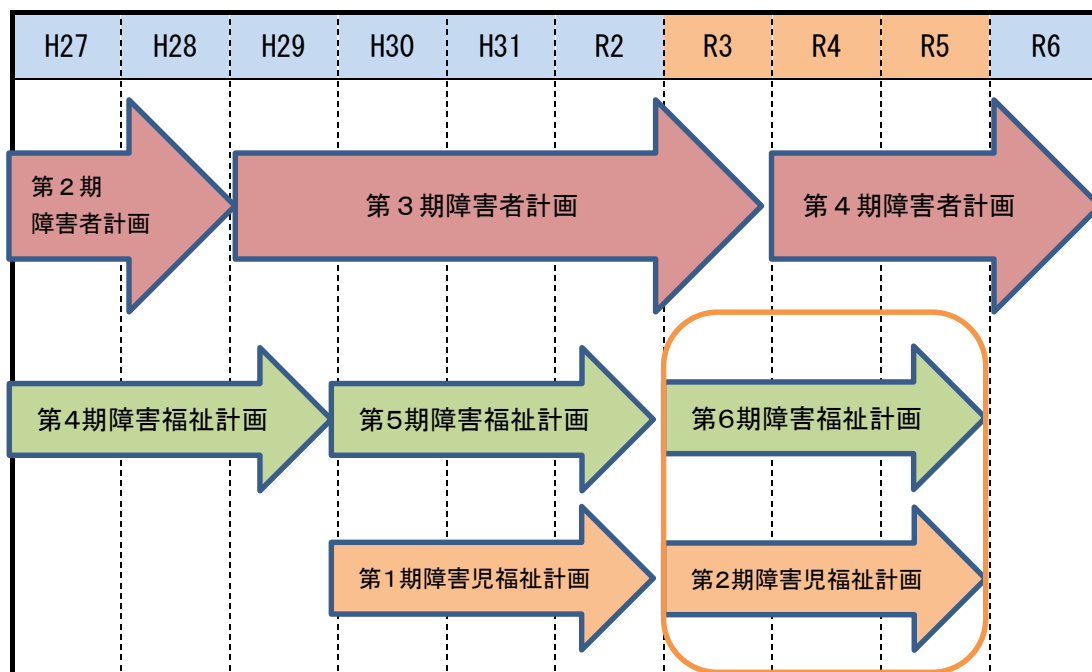 H27 H28 H29 H30 H31 R2 R3 R4 R5 R6
第２期
障害者計画
第３期障害者計画
第４期障害者計画
第4期障害福祉計画
第5期障害福祉計画
第6期障害福祉計画
第1期障害児福祉計画
第2期障害児福祉計画